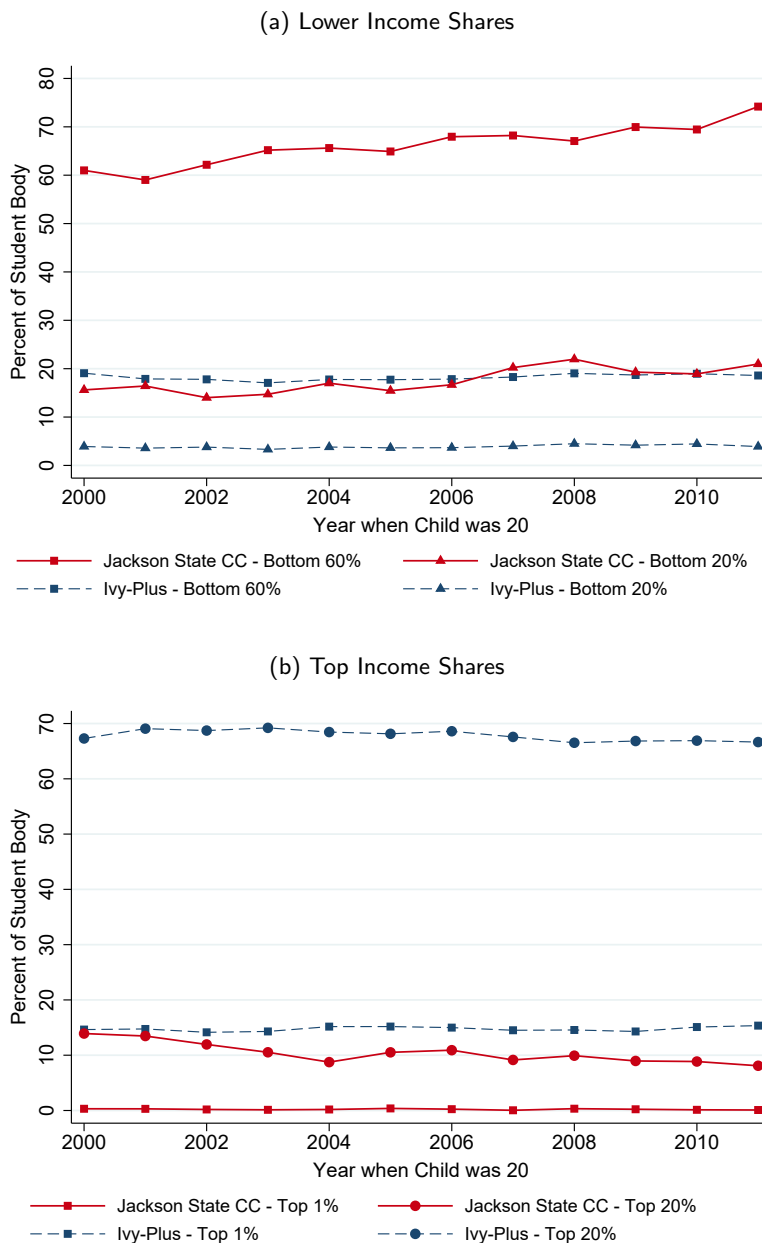 (a) Lower Income Shares
Percent of Student Body
80
70
60
50
40
30
20
10
0
2000 2002 2004 2006 2008 2010
Year when Child was 20
Jackson State CC - Bottom 60% Jackson State CC - Bottom 20%
Ivy-Plus - Bottom 60% Ivy-Plus - Bottom 20%
(b) Top Income Shares
Percent of Student Body
70
60
50
40
30
20
10
0
2000 2002 2004 2006 2008 2010
Year when Child was 20
Jackson State CC - Top 1% Jackson State CC - Top 20%
Ivy-Plus - Top 1% Ivy-Plus - Top 20%